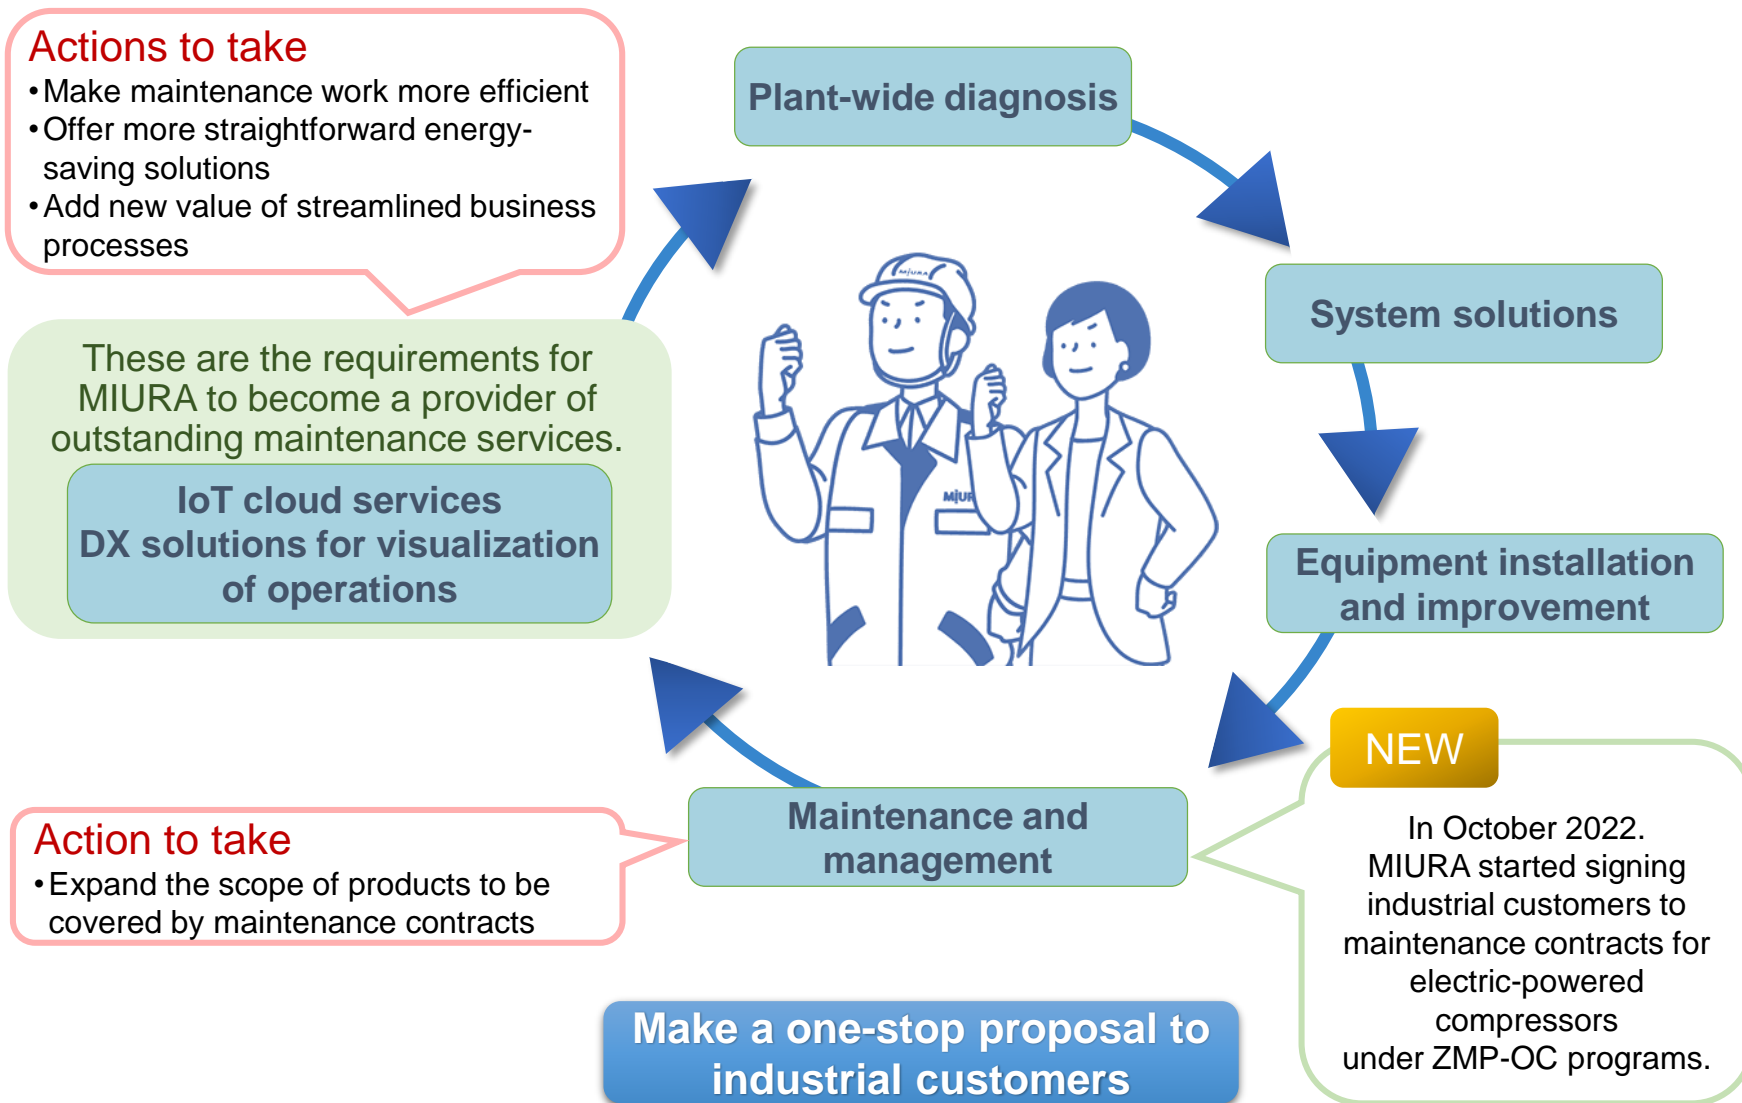 Actions to take
•Make maintenance work more efficient
•Offer more straightforward energy-
saving solutions
•Add new value of streamlined business
processes
Plant-wide diagnosis
System solutions
Equipment installation
and improvement
These are the requirements for
MIURA to become a provider of
outstanding maintenance services.
IoT cloud services
DX solutions for visualization
of operations
MIURA
MIUR
NEW
In October 2022.
MIURA started signing
industrial customers to
maintenance contracts for
electric-powered
compressors
under ZMP-OC programs.
Maintenance and
management
Action to take
•Expand the scope of products to be
covered by maintenance contracts
Make a one-stop proposal to
industrial customers